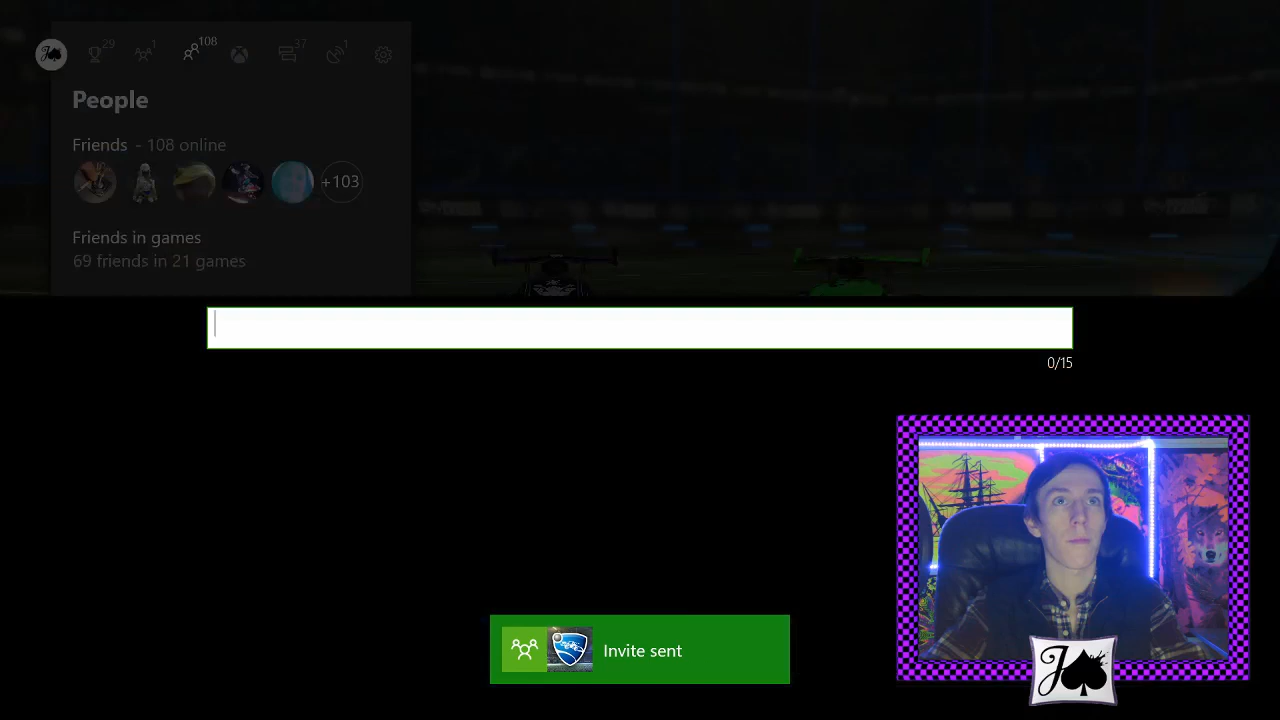 29 1 108 37 1
People
Friends - 108 online
+103
Friends in games
69 friends in 21 games
0/15
Invite sent
J